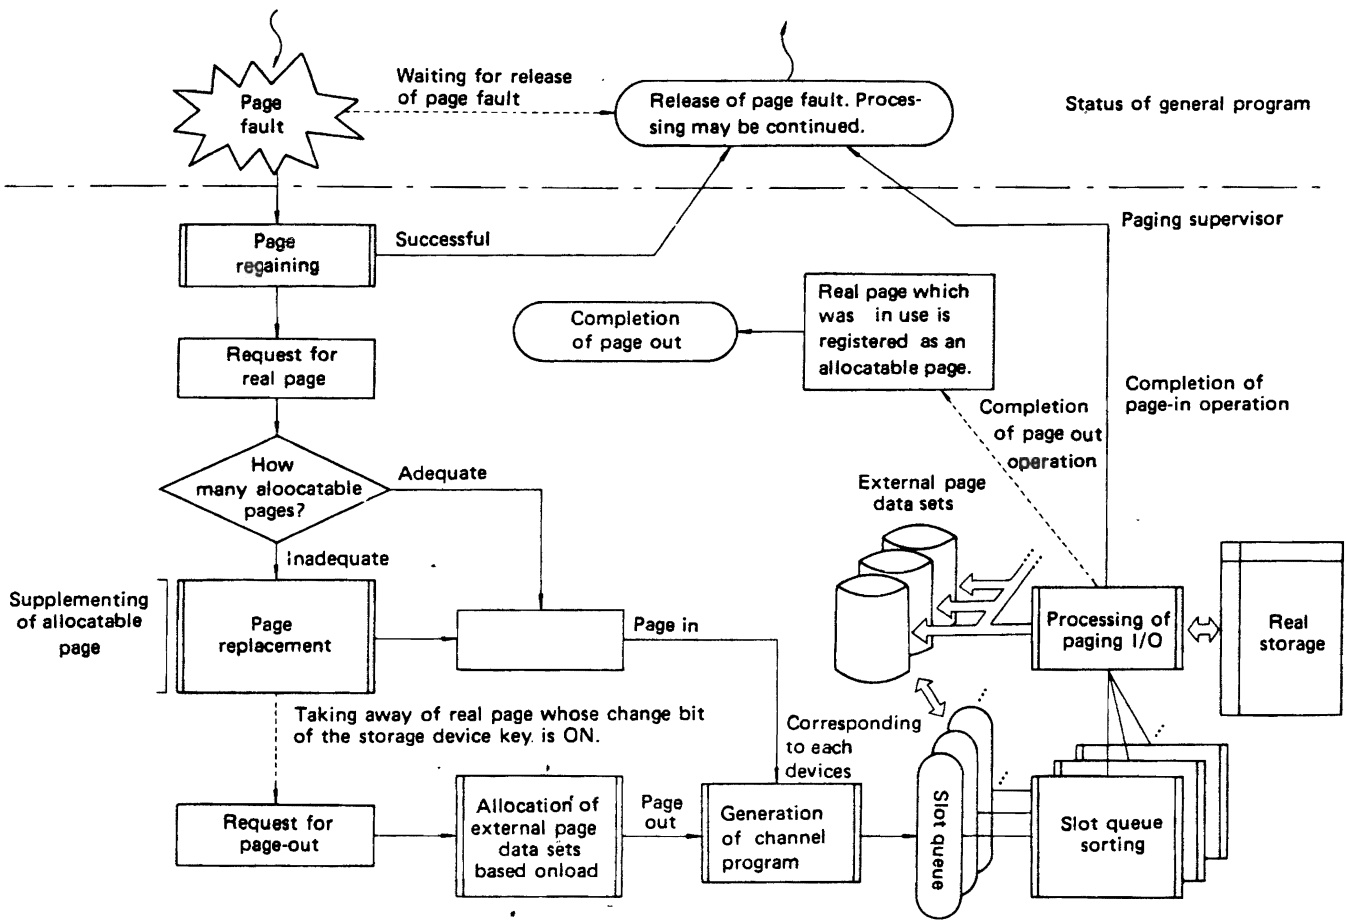 Waiting for release
of page fault
Page
fault
Release of page fault. Proces-
sing may be continued.
Status of general program
Paging supervisor
Page
regaining
Successful
Request for
real page
Completion
of page out
Real page which
was in use is
registered as an
allocatable page.
Completion of
page-in operation
Completion
of page out
operation
How
many aloocatable
pages?
Adequate
Inadequate
External page
data sets
Supplementing
of allocatable
page
Page
replacement
Page in
Processing of
paging I/O
Real
storage
Taking away of real page whose change bit
of the storage device key is ON.
Corresponding
to each
devices
Request for
page-out
Allocation of
external page
data sets
based onload
Page
out
Generation
of channel
program
Slot queue
Slot queue
sorting